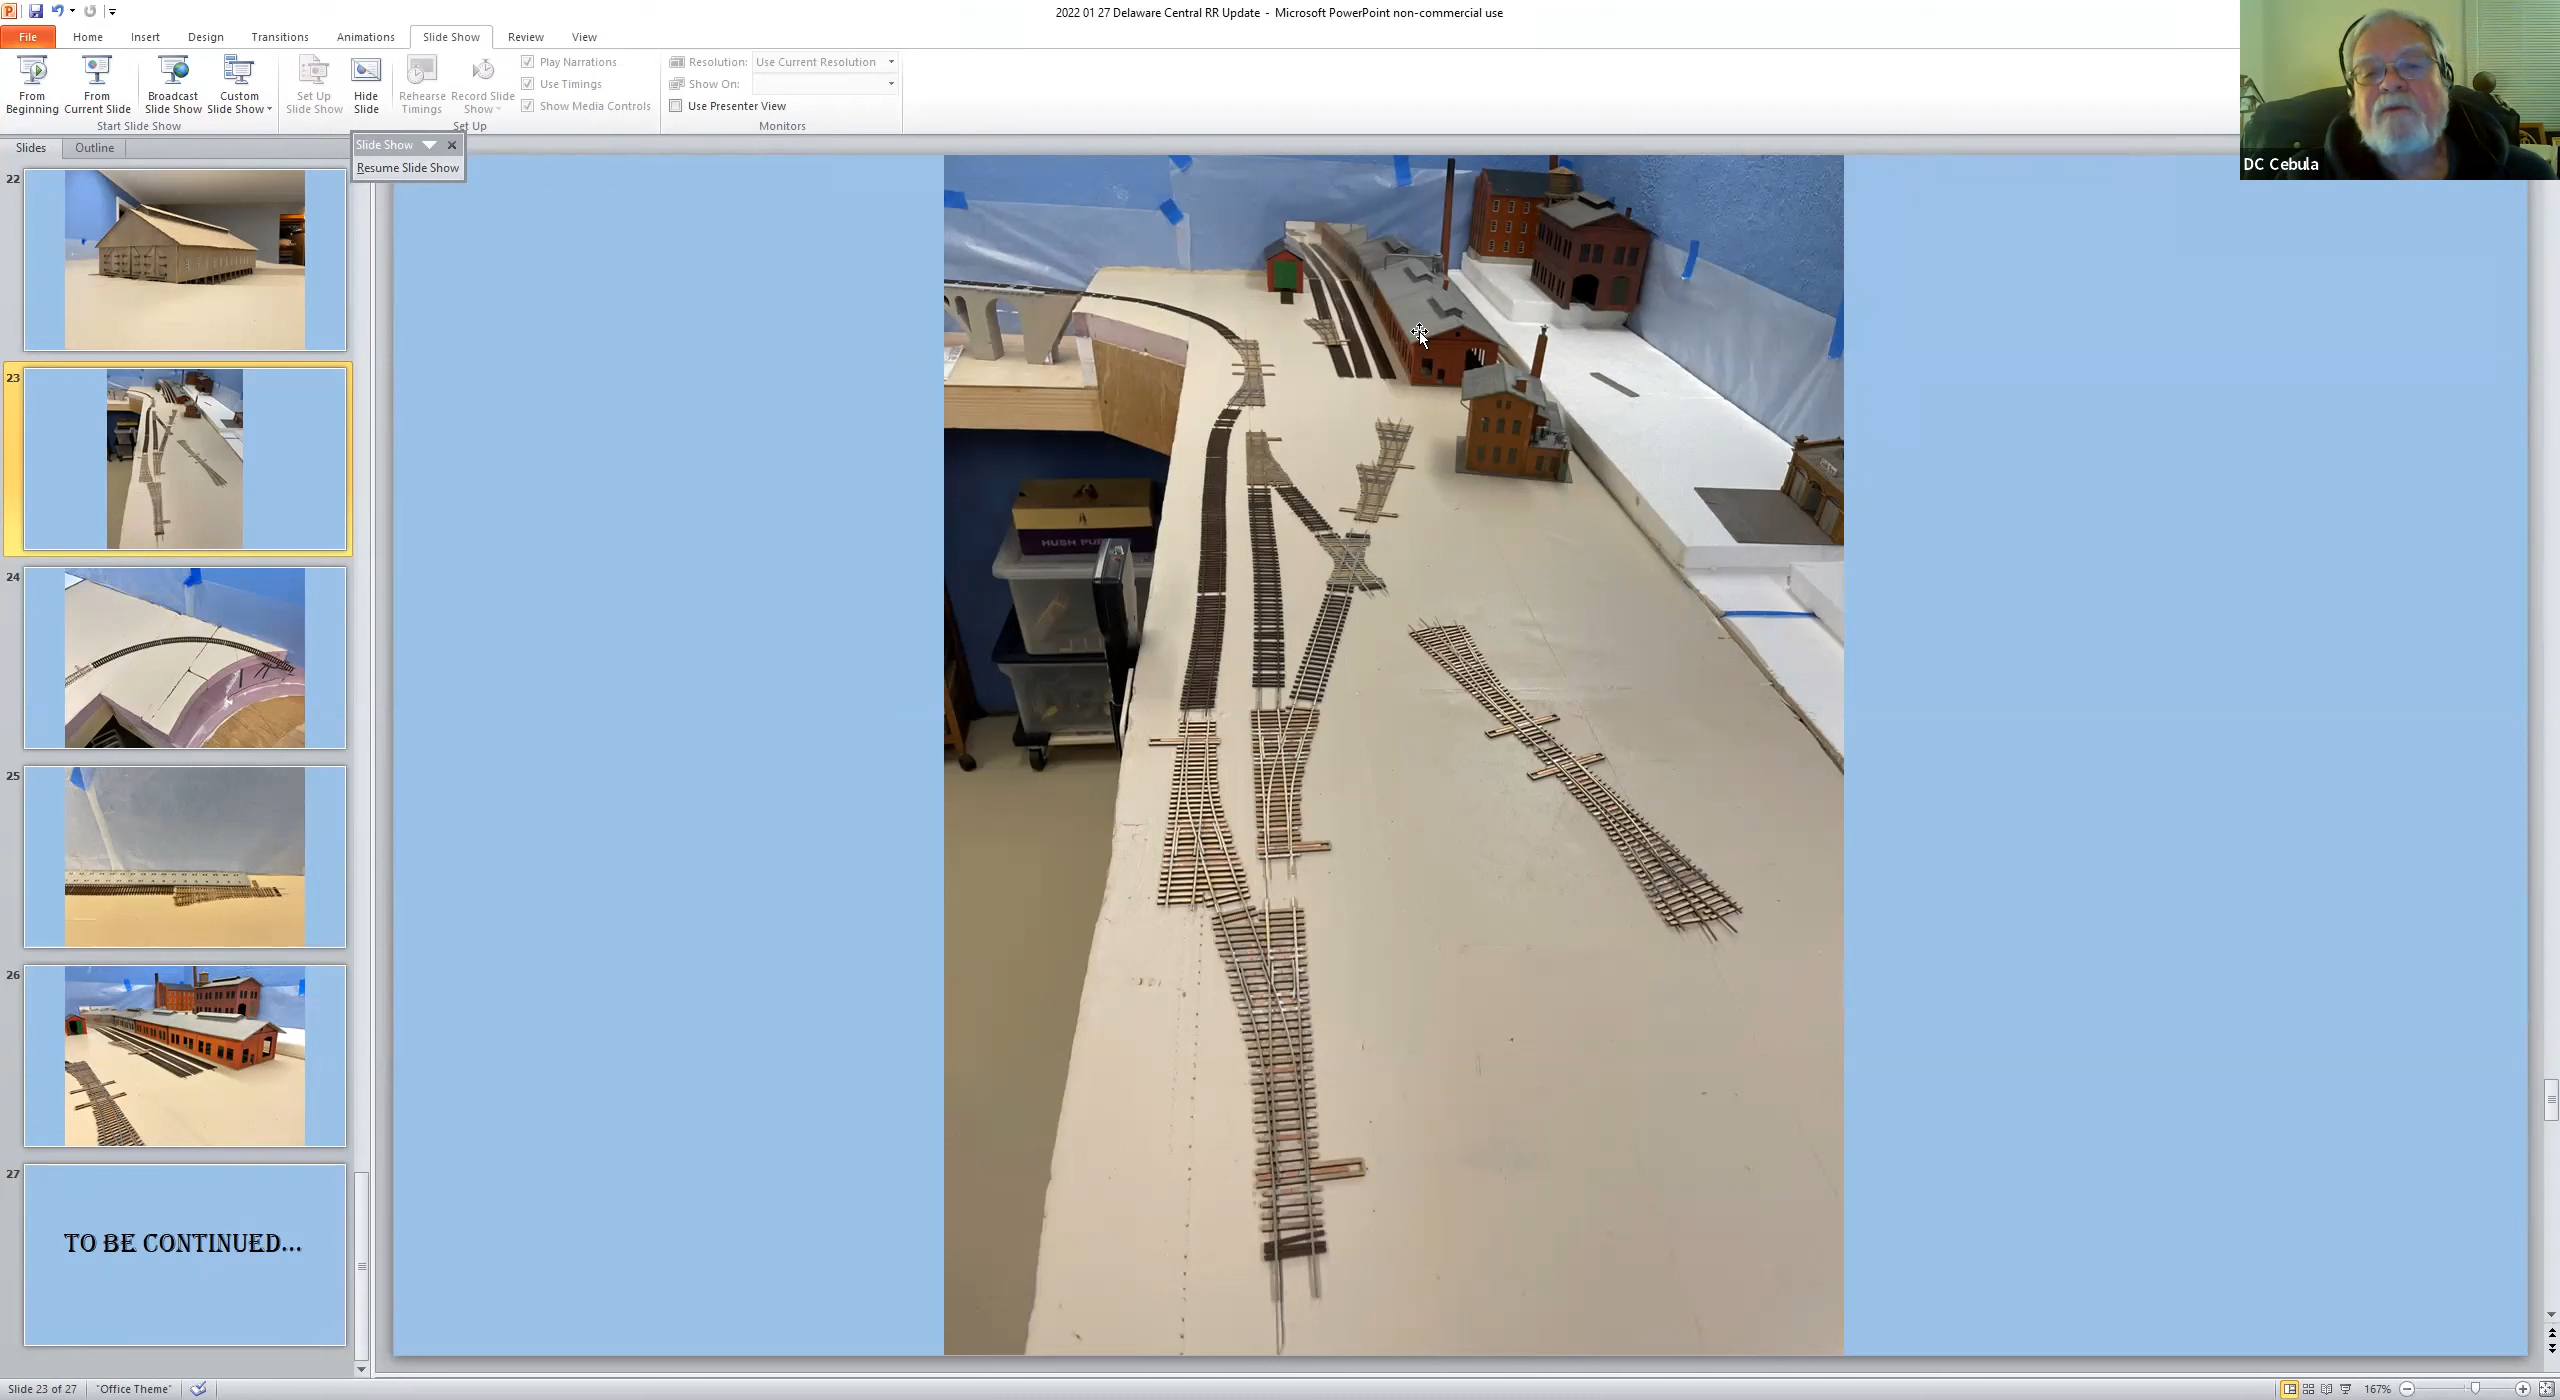 2022 01 27 Delaware Central RR Update - Microsoft PowerPoint non-commercial use
File Home Insert Design Transitions Animations Slide Show Review View
From Beginning
From Current Slide
Broadcast Slide Show
Custom Slide Show
Set Up Slide Show
Hide Slide
Rehearse Timings
Record Slide Show
Play Narrations
Use Timings
Show Media Controls
Resolution: Use Current Resolution
Show On:
Use Presenter View
Start Slide Show
Set Up
Monitors
DC Cebula
Slides Outline
Slide Show
Resume Slide Show
22
23
24
25
26
27
TO BE CONTINUED...
HUSH PUP
Slide 23 of 27 "Office Theme" 167%